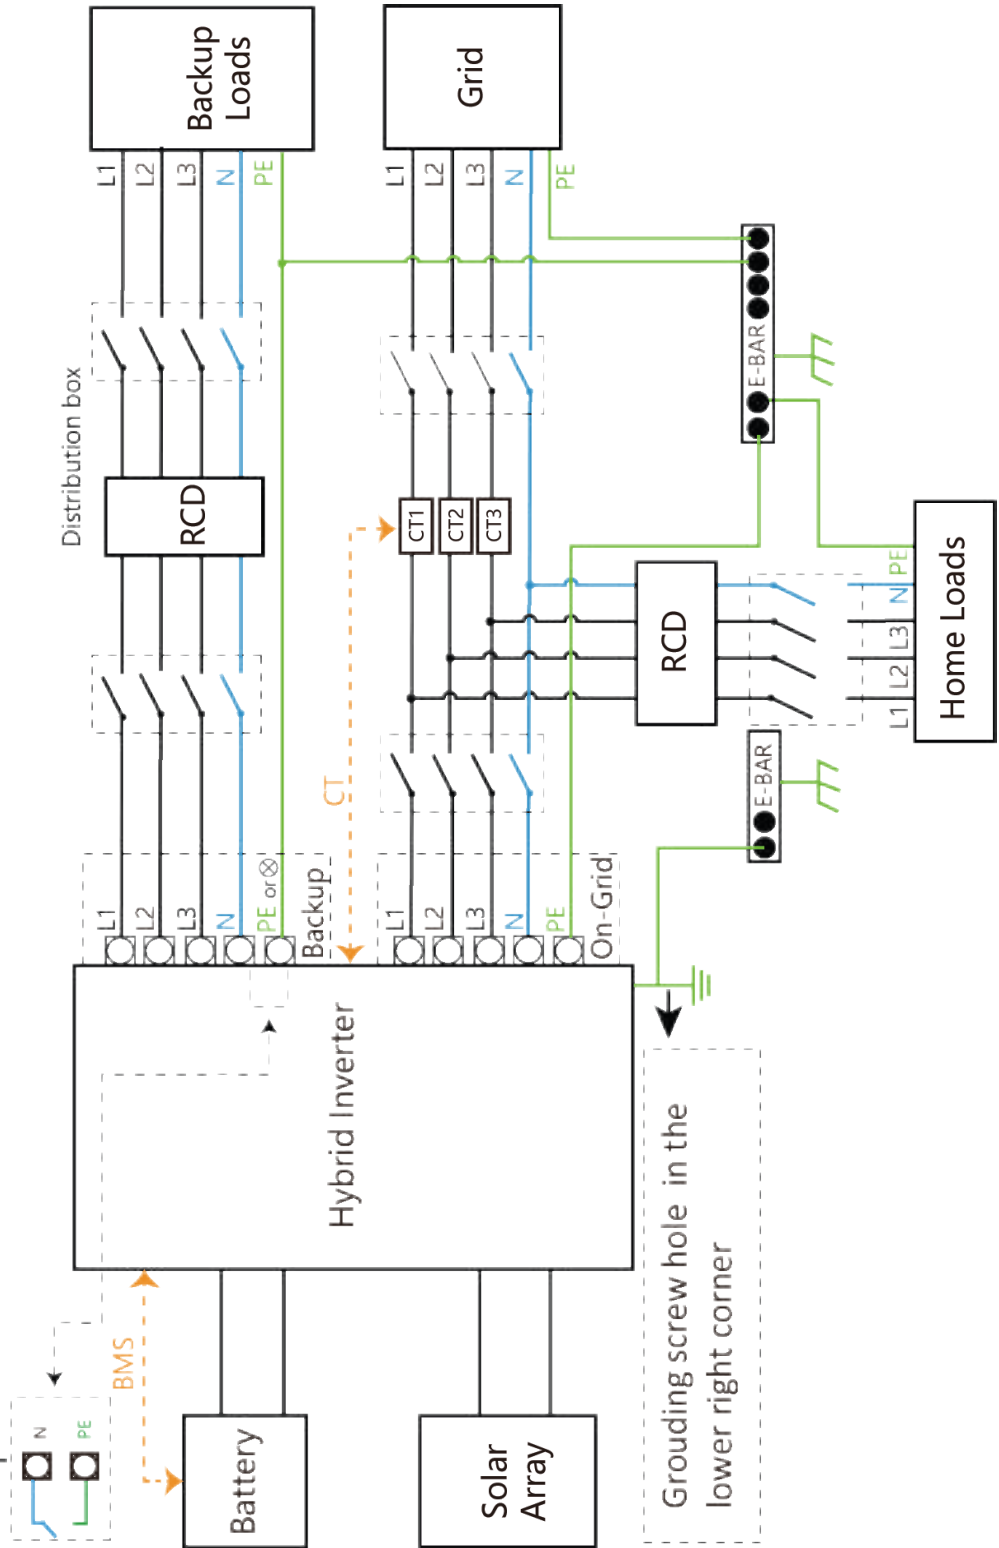 N
PE
BMS
Battery
Solar
Array
Hybrid Inverter
Grouding screw hole in the
lower right corner
L1
L2
L3
N
PE or
Backup
CT
L1
L2
L3
N
PE
On-Grid
Distribution box
RCD
CT1
CT2
CT3
RCD
E-BAR
E-BAR
L1
L2
L3
N
PE
Home Loads
L1
L2
L3
N
PE
Backup
Loads
L1
L2
L3
N
PE
Grid